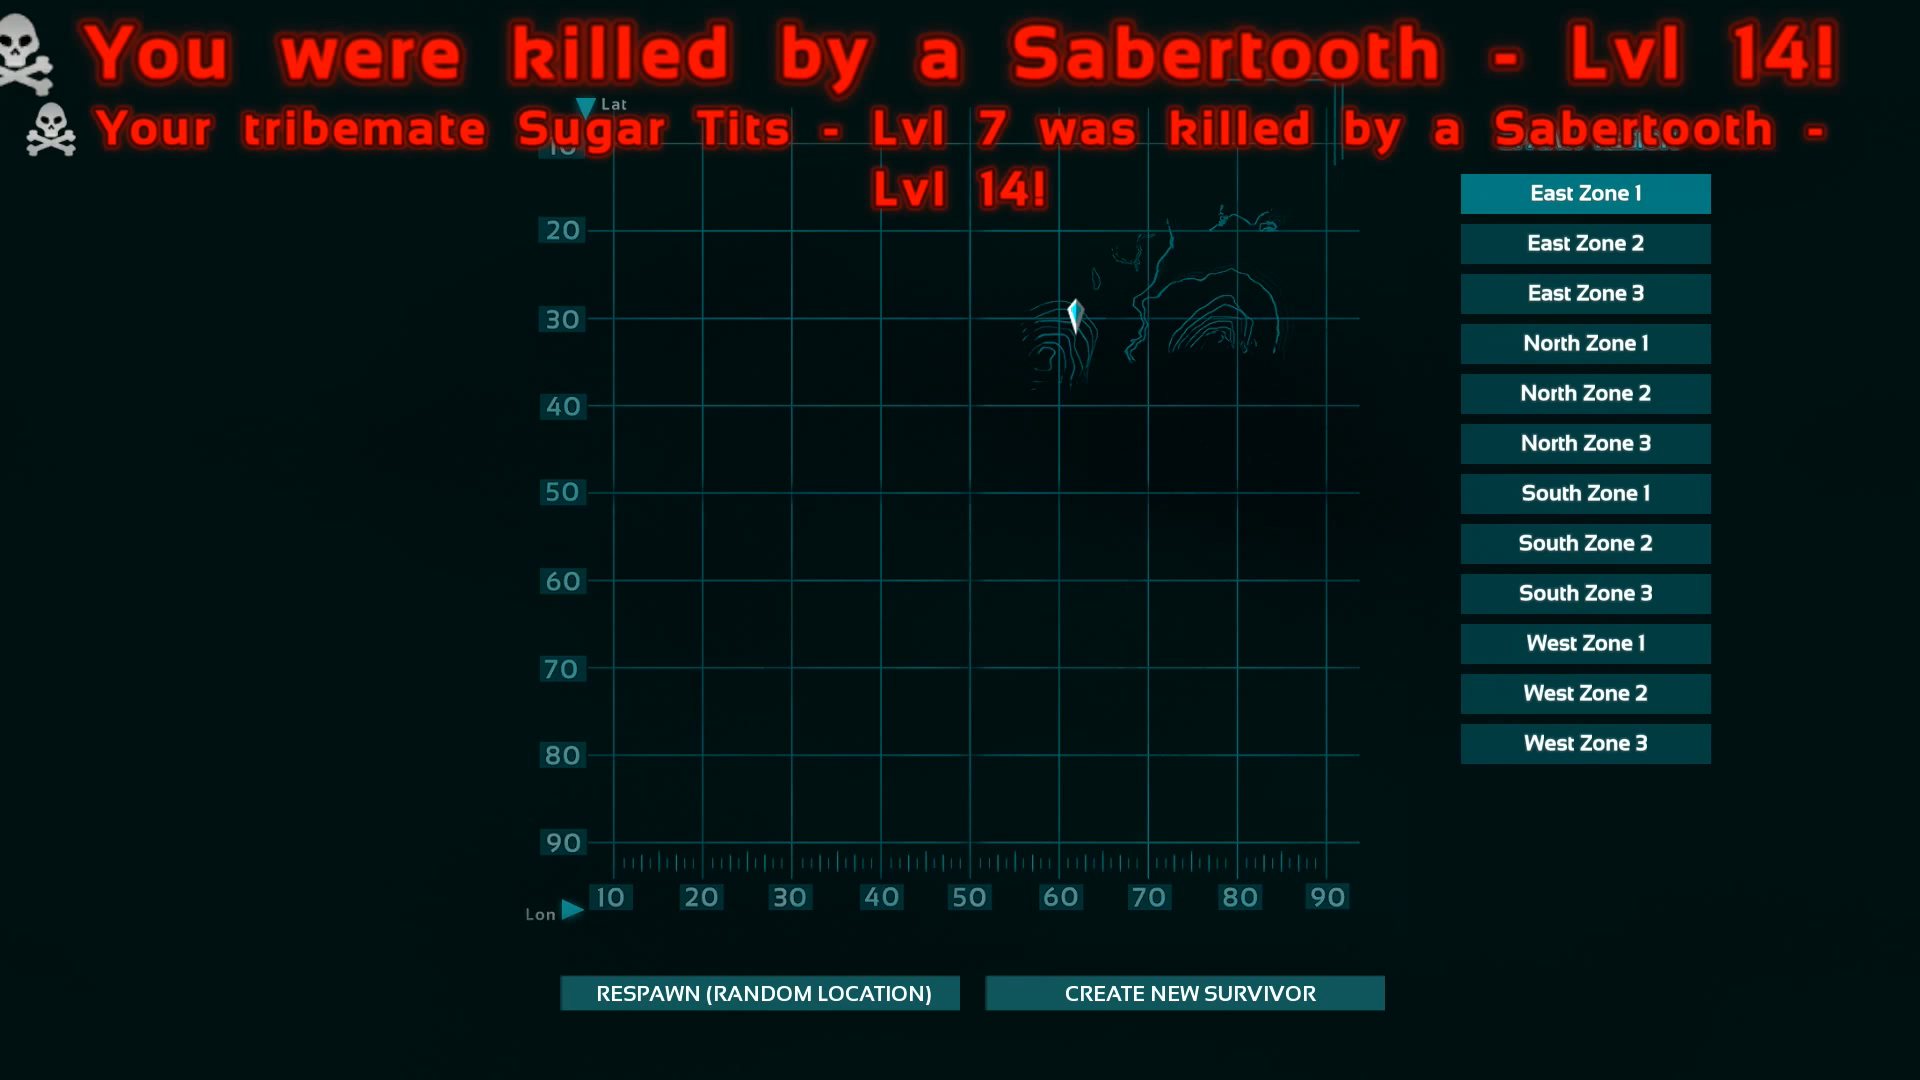 You were killed by a Sabertooth - Lvl 14!
Lat
Your tribemate Sugar Tits - Lvl 7 was killed by a Sabertooth -
Lvl 14!
10
20
30
40
50
60
70
80
90
10 20 30 40 50 60 70 80 90
Lon
East Zone 1
East Zone 2
East Zone 3
North Zone 1
North Zone 2
North Zone 3
South Zone 1
South Zone 2
South Zone 3
West Zone 1
West Zone 2
West Zone 3
RESPAWN (RANDOM LOCATION)
CREATE NEW SURVIVOR